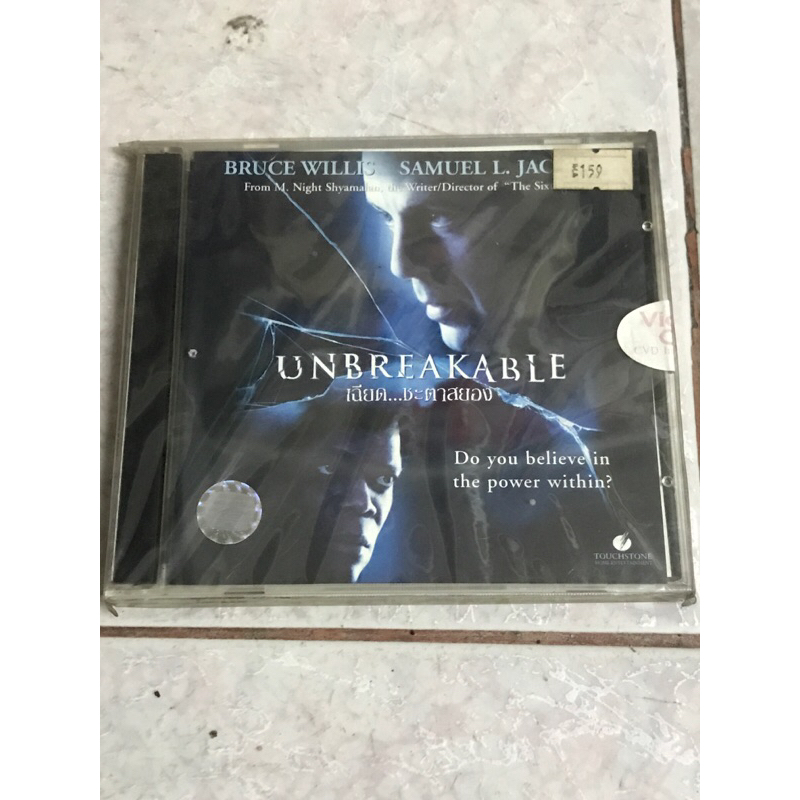 BRUCE WILLIS SAMUEL L. JAC
฿159
From M. Night Shyamalan, the Writer/Director of "The Six
UNBREAKABLE
เฉียด...ชะตาสยอง
Do you believe in
the power within?
TOUCHSTONE